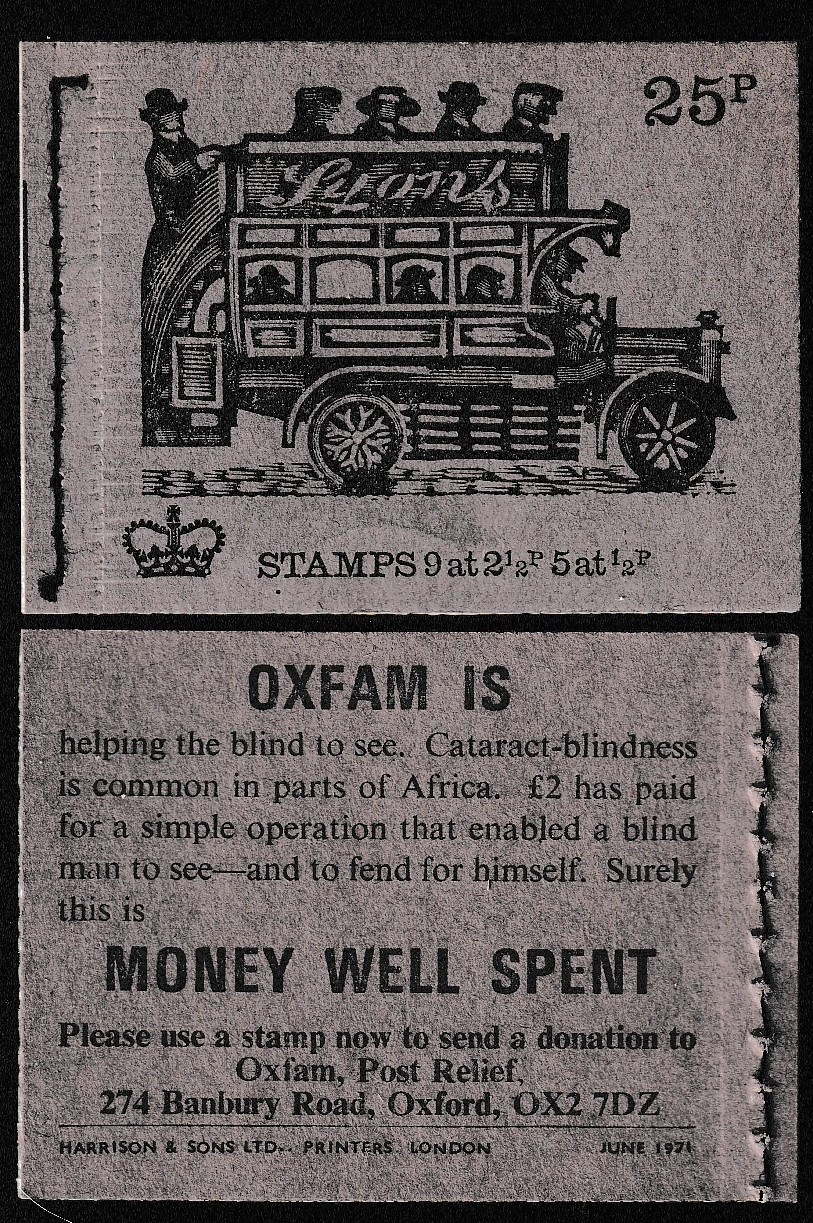 25P
Lyons
STAMPS 9 at 2½P 5 at ½P
OXFAM IS
helping the blind to see. Cataract-blindness
is common in parts of Africa. £2 has paid
for a simple operation that enabled a blind
man to see—and to fend for himself. Surely
this is
MONEY WELL SPENT
Please use a stamp now to send a donation to
Oxfam, Post Relief,
274 Banbury Road, Oxford, OX2 7DZ
HARRISON & SONS LTD.. PRINTERS. LONDON JUNE 1971